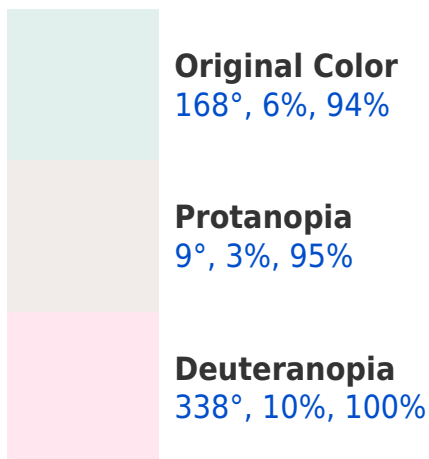 Original Color
168°, 6%, 94%
Protanopia
9°, 3%, 95%
Deuteranopia
338°, 10%, 100%